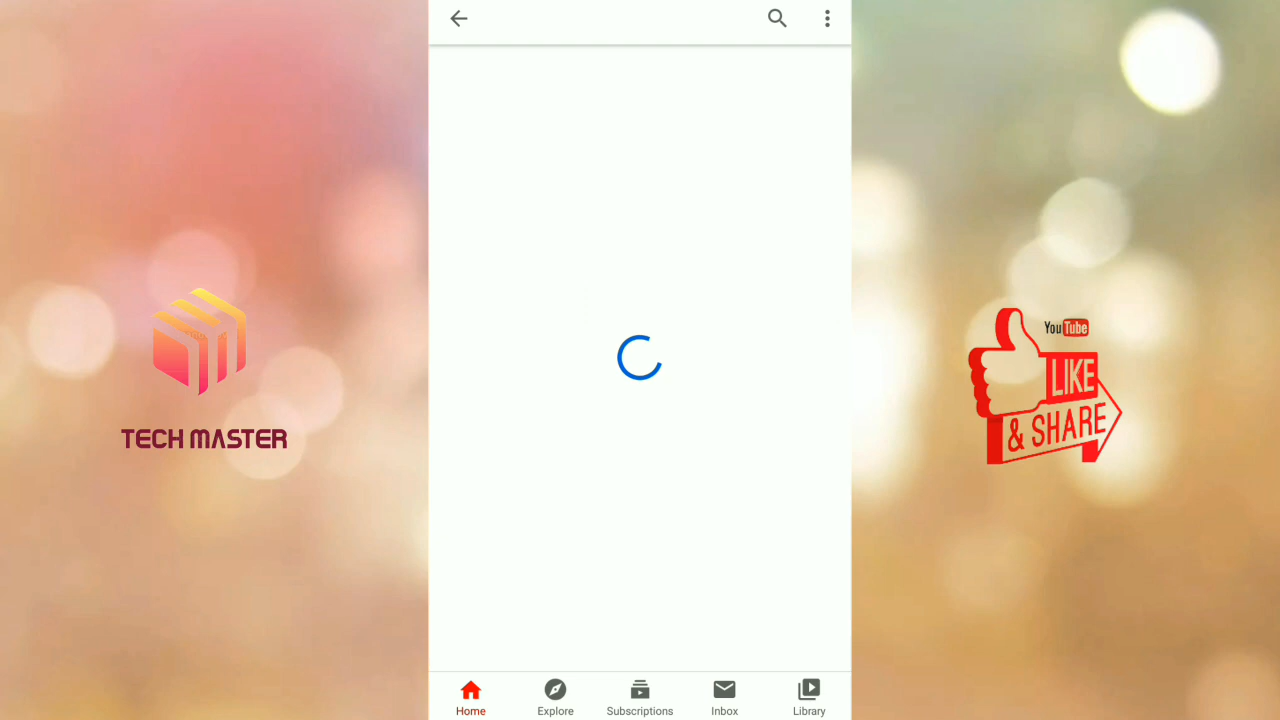 TECH MASTER
YouTube
LIKE
& SHARE
Home
Explore
Subscriptions
Inbox
Library